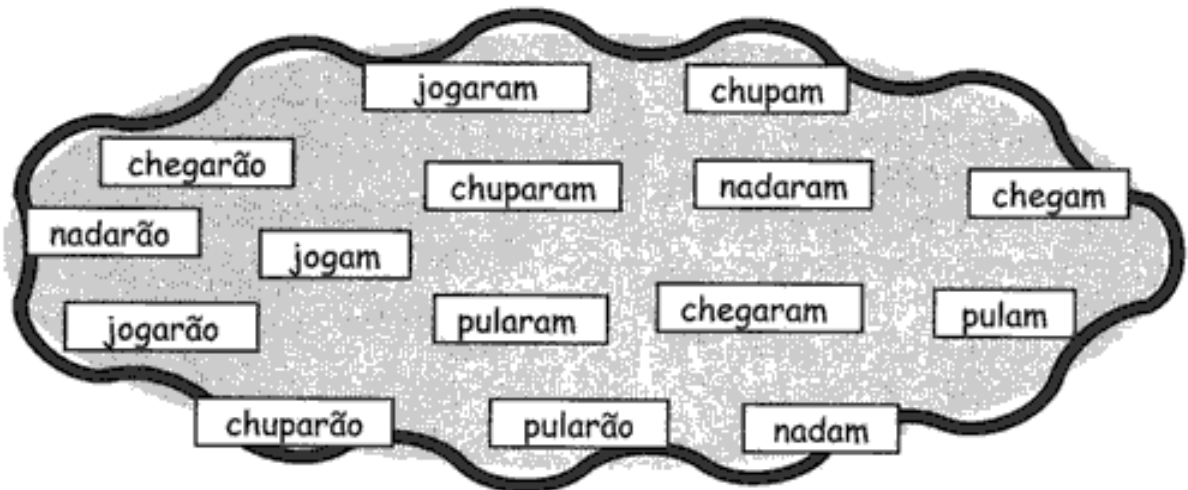 jogaram
chupam
chegarão
chuparam
nadaram
chegam
nadarão
jogam
jogarão
pularam
chegaram
pulam
chuparão
pularão
nadam